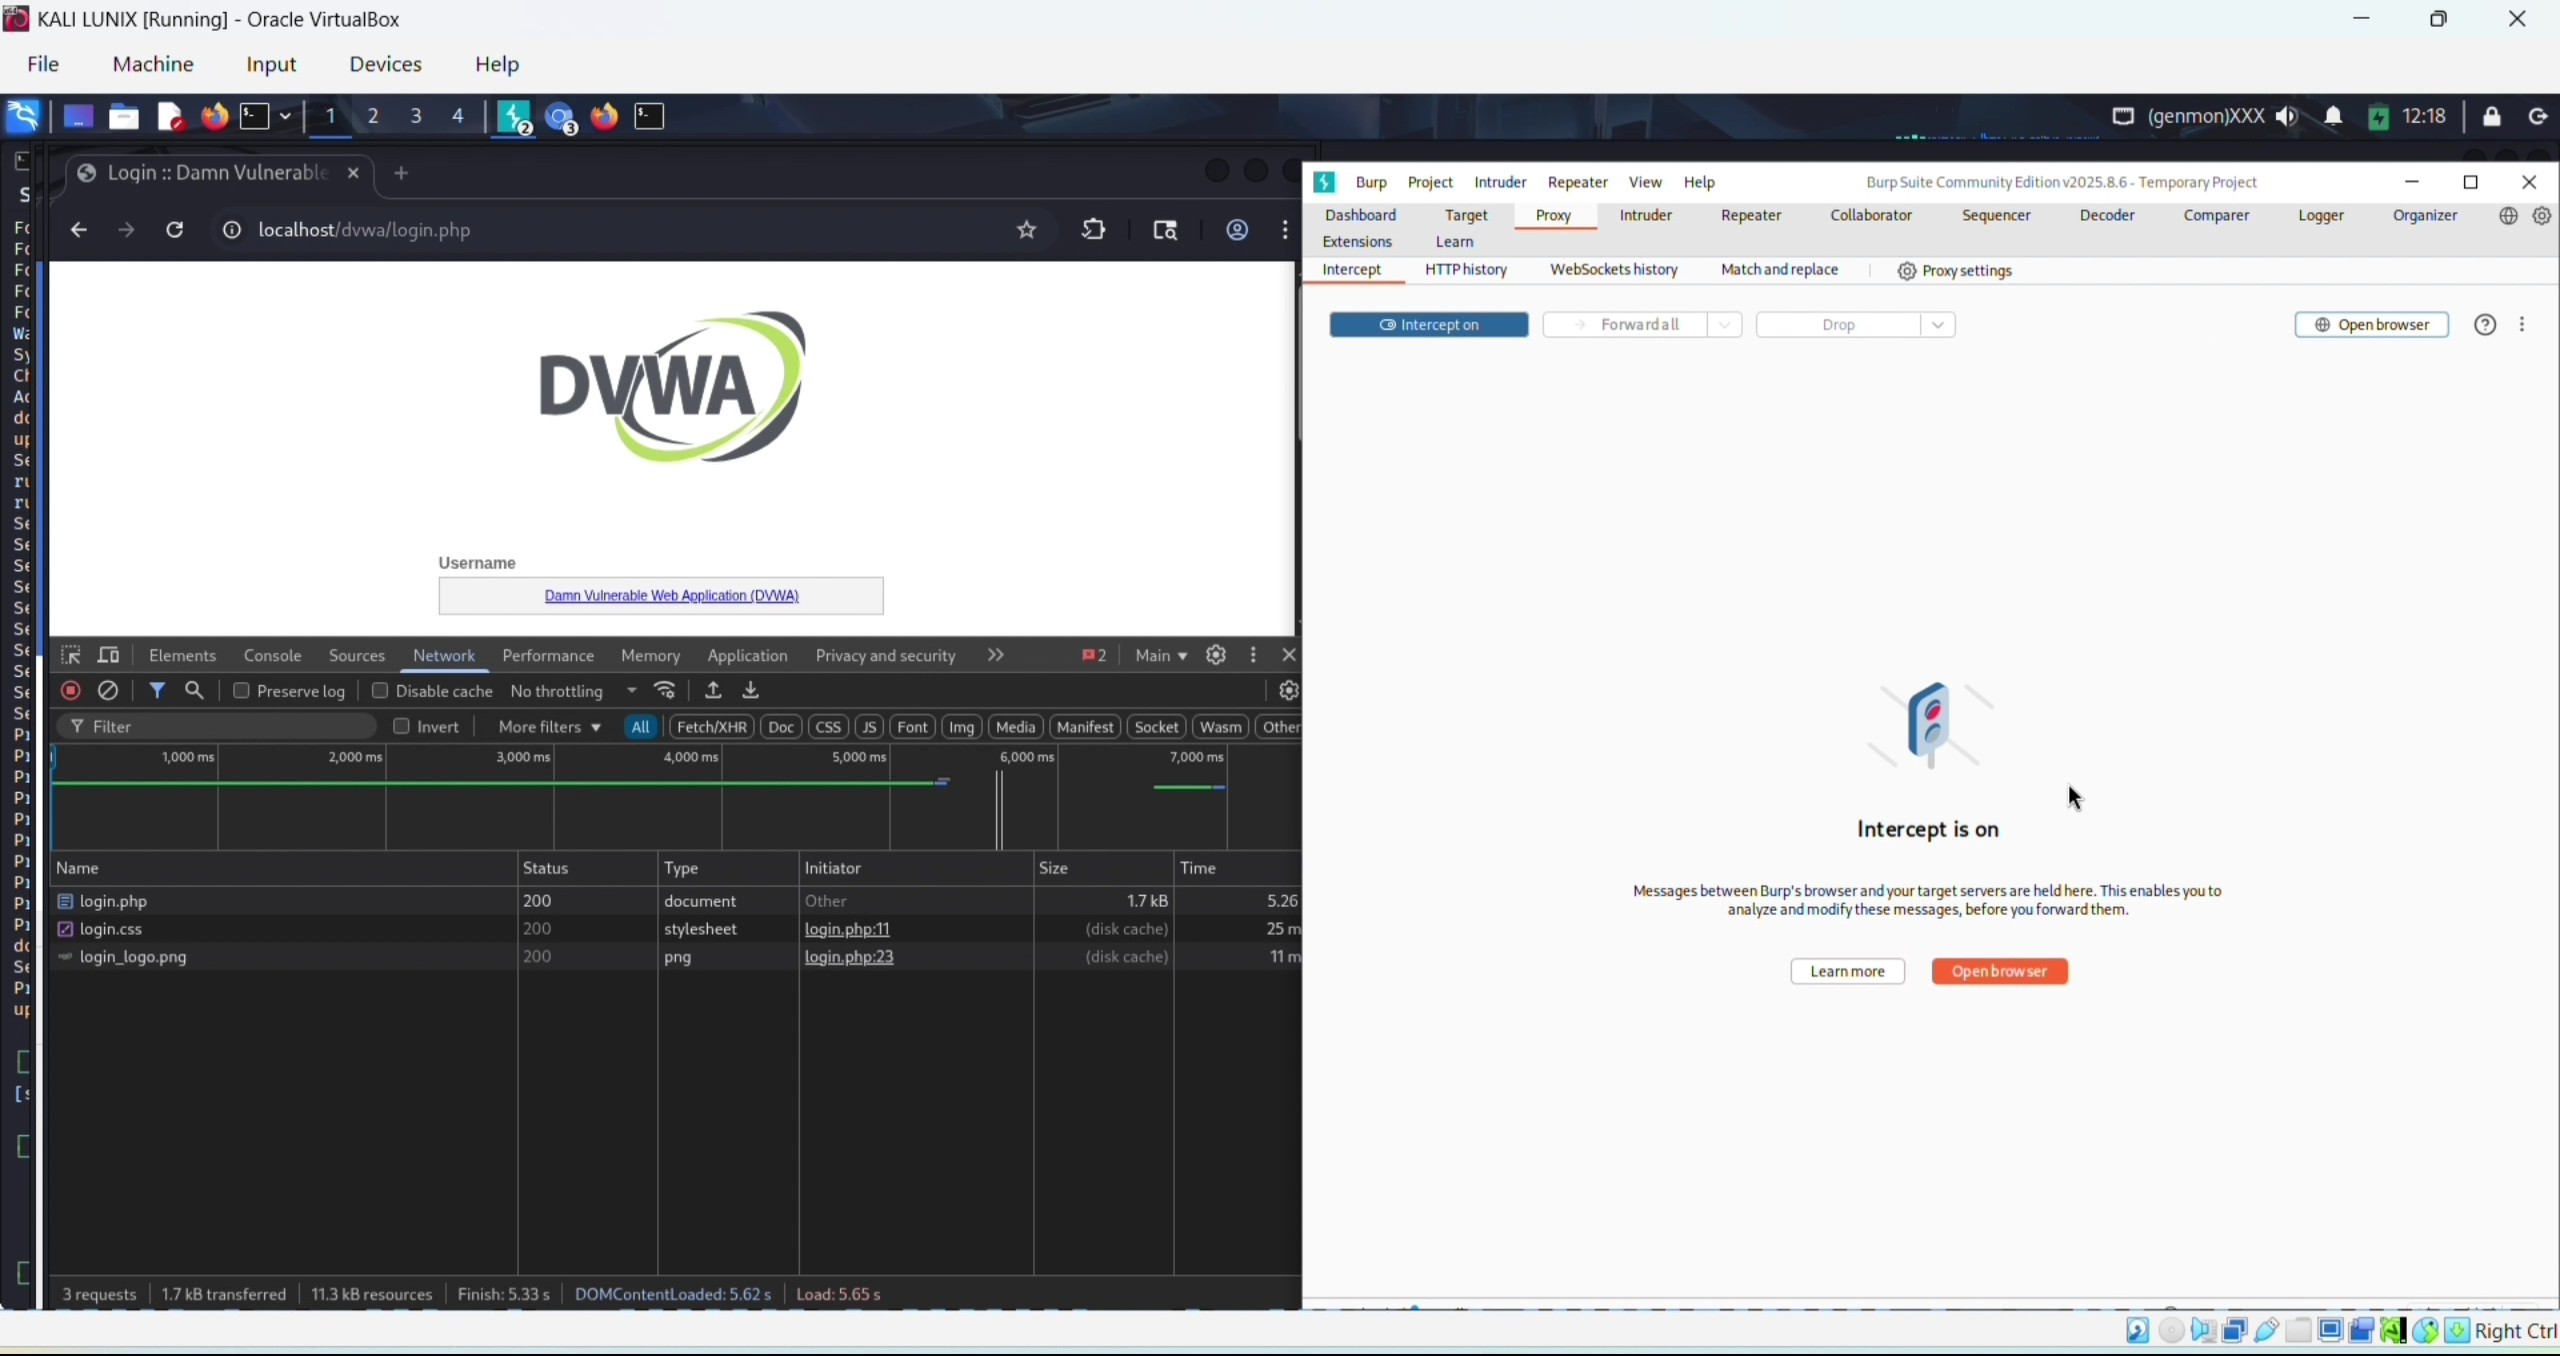 KALI LUNIX [Running] - Oracle VirtualBox
File Machine Input Devices Help
1 2 3 4 2 3 (genmon)XXX 12:18
Login :: Damn Vulnerable
localhost/dvwa/login.php
DVWA
Username
Damn Vulnerable Web Application (DVWA)
Elements Console Sources Network Performance Memory Application Privacy and security 2 Main
Preserve log Disable cache No throttling
Filter Invert More filters All Fetch/XHR Doc CSS JS Font Img Media Manifest Socket Wasm Other
1,000 ms 2,000 ms 3,000 ms 4,000 ms 5,000 ms 6,000 ms 7,000 ms
Name Status Type Initiator Size Time
login.php 200 document Other 1.7 kB 5.26
login.css 200 stylesheet login.php:11 (disk cache) 25 m
login_logo.png 200 png login.php:23 (disk cache) 11 m
3 requests 1.7 kB transferred 11.3 kB resources Finish: 5.33 s DOMContentLoaded: 5.62 s Load: 5.65 s
Burp Project Intruder Repeater View Help Burp Suite Community Edition v2025.8.6 - Temporary Project
Dashboard Target Proxy Intruder Repeater Collaborator Sequencer Decoder Comparer Logger Organizer
Extensions Learn
Intercept HTTP history WebSockets history Match and replace Proxy settings
Intercept on Forward all Drop Open browser
Intercept is on
Messages between Burp's browser and your target servers are held here. This enables you to
analyze and modify these messages, before you forward them.
Learn more Open browser
Right Ctrl